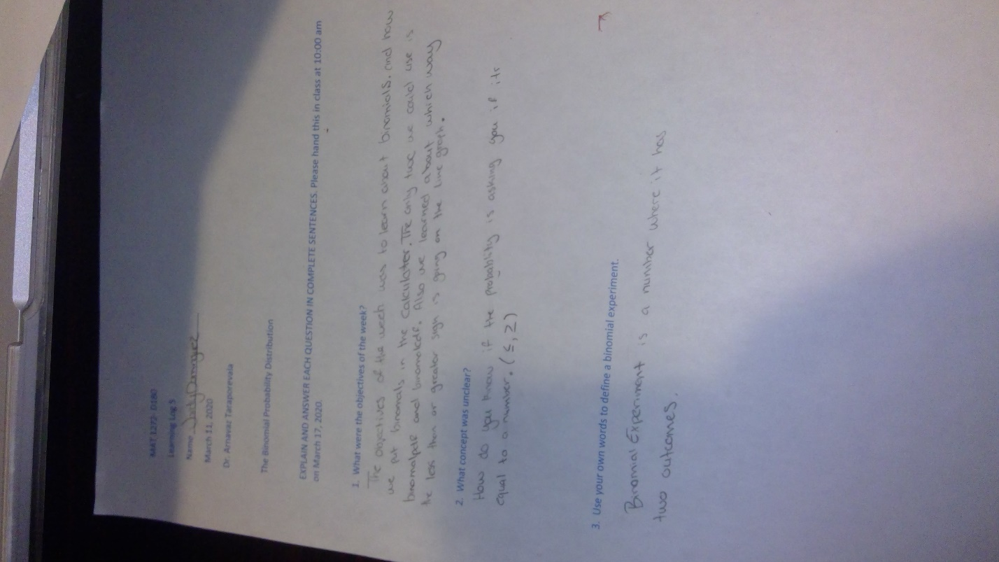 MAT 1272- D180
Learning Log 5
Name
March 11, 2020
Dr. Arnavaz Taraporevala
The Binomial Probability Distribution
EXPLAIN AND ANSWER EACH QUESTION IN COMPLETE SENTENCES. Please hand this in class at 10:00 am
on March 17, 2020.
1. What were the objectives of the week?
The objectives of the week was to learn about binomials. and how
we put binomals in the calculator. The only two we could use is
binomalpdf and binomalcdf. Also we learned about which way
the less then or greater sign is going on the line graph.
2. What concept was unclear?
How do you know if the probability is asking you if its
equal to a number. (≤, ≥)
3. Use your own words to define a binomial experiment.
Binomial Experiment is a number where it has
two outcomes.